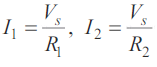 I₁ = Vₛ/R₁, I₂ = Vₛ/R₂